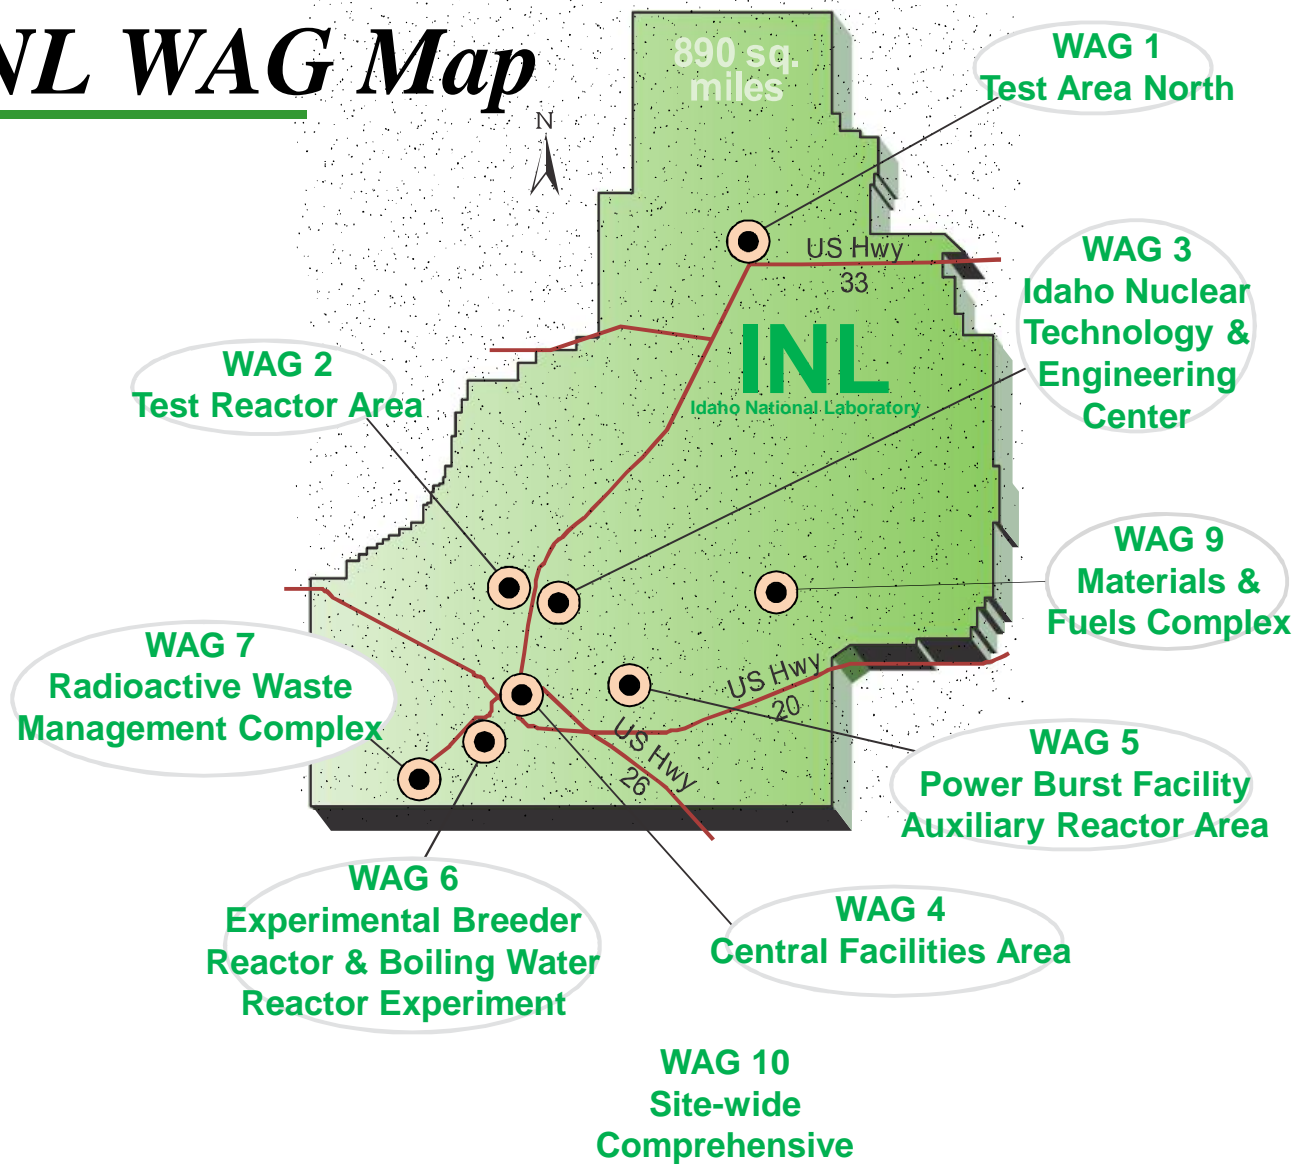 NL WAG Map
890 sq.
miles
N
WAG 1
Test Area North
US Hwy
33
WAG 3
Idaho Nuclear
Technology &
Engineering
Center
INL
Idaho National Laboratory
WAG 2
Test Reactor Area
WAG 9
Materials &
Fuels Complex
WAG 7
Radioactive Waste
Management Complex
US Hwy
20
US Hwy
26
WAG 5
Power Burst Facility
Auxiliary Reactor Area
WAG 6
Experimental Breeder
Reactor & Boiling Water
Reactor Experiment
WAG 4
Central Facilities Area
WAG 10
Site-wide
Comprehensive